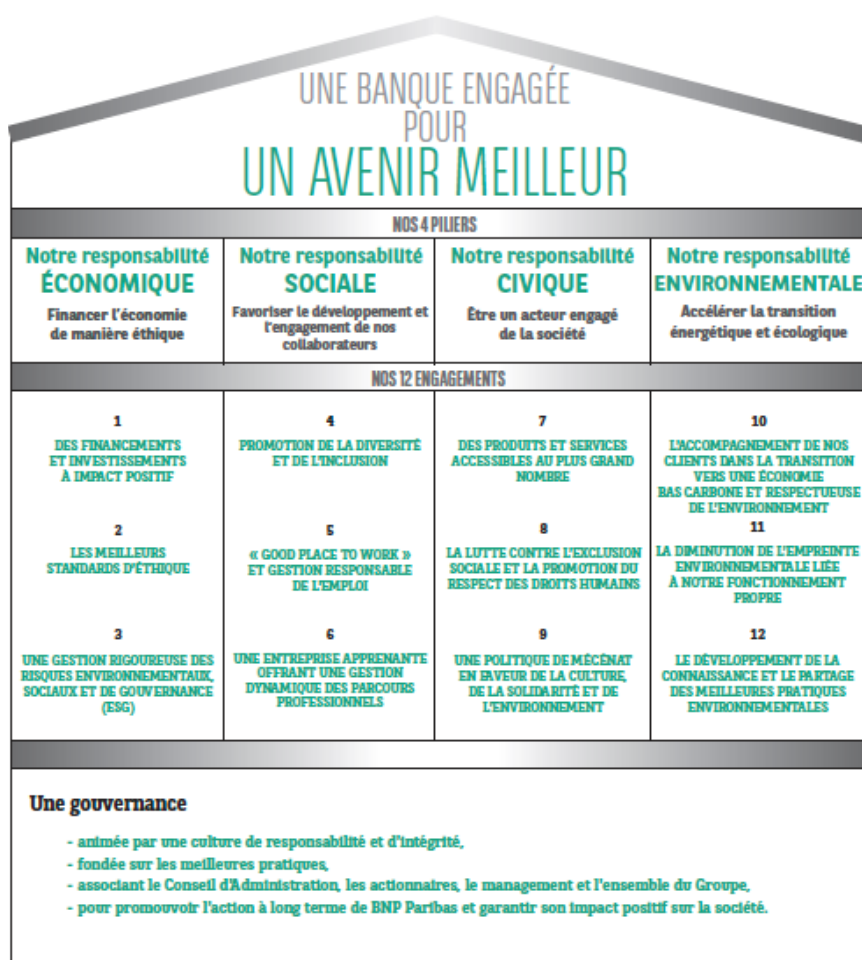 UNE BANQUE ENGAGÉE
POUR
UN AVENIR MEILLEUR
NOS 4 PILIERS
Notre responsabilité
ÉCONOMIQUE
Financer l'économie
de manière éthique
Notre responsabilité
SOCIALE
Favoriser le développement et
l'engagement de nos
collaborateurs
Notre responsabilité
CIVIQUE
Être un acteur engagé
de la société
Notre responsabilité
ENVIRONNEMENTALE
Accélérer la transition
énergétique et écologique
NOS 12 ENGAGEMENTS
1
DES FINANCEMENTS
ET INVESTISSEMENTS
À IMPACT POSITIF
2
LES MEILLEURS
STANDARDS D'ÉTHIQUE
3
UNE GESTION RIGOUREUSE DES
RISQUES ENVIRONNEMENTAUX,
SOCIAUX ET DE GOUVERNANCE
(ESG)
4
PROMOTION DE LA DIVERSITÉ
ET DE L'INCLUSION
5
« GOOD PLACE TO WORK »
ET GESTION RESPONSABLE
DE L'EMPLOI
6
UNE ENTREPRISE APPRENANTE
OFFRANT UNE GESTION
DYNAMIQUE DES PARCOURS
PROFESSIONNELS
7
DES PRODUITS ET SERVICES
ACCESSIBLES AU PLUS GRAND
NOMBRE
8
LA LUTTE CONTRE L'EXCLUSION
SOCIALE ET LA PROMOTION DU
RESPECT DES DROITS HUMAINS
9
UNE POLITIQUE DE MÉCÉNAT
EN FAVEUR DE LA CULTURE,
DE LA SOLIDARITÉ ET DE
L'ENVIRONNEMENT
10
L'ACCOMPAGNEMENT DE NOS
CLIENTS DANS LA TRANSITION
VERS UNE ÉCONOMIE
BAS CARBONE ET RESPECTUEUSE
DE L'ENVIRONNEMENT
11
LA DIMINUTION DE L'EMPREINTE
ENVIRONNEMENTALE LIÉE
À NOTRE FONCTIONNEMENT
PROPRE
12
LE DÉVELOPPEMENT DE LA
CONNAISSANCE ET LE PARTAGE
DES MEILLEURES PRATIQUES
ENVIRONNEMENTALES
Une gouvernance
- animée par une culture de responsabilité et d'intégrité,
- fondée sur les meilleures pratiques,
- associant le Conseil d'Administration, les actionnaires, le management et l'ensemble du Groupe,
- pour promouvoir l'action à long terme de BNP Paribas et garantir son impact positif sur la société.